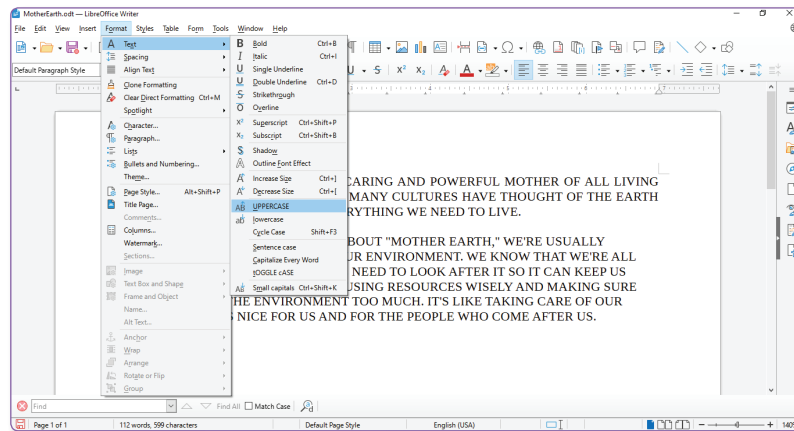 MotherEarth.odt — LibreOffice Writer
File Edit View Insert Format Styles Table Form Tools Window Help
Default Paragraph Style
Text
Spacing
Align Text
Clone Formatting
Clear Direct Formatting Ctrl+M
Spotlight
Character...
Paragraph...
Lists
Bullets and Numbering...
Theme...
Page Style... Alt+Shift+P
Title Page...
Comments...
Columns...
Watermark...
Sections...
Image
Text Box and Shape
Frame and Object
Name...
Alt Text...
Anchor
Wrap
Arrange
Rotate or Flip
Group
Bold Ctrl+B
Italic Ctrl+I
Single Underline
Double Underline Ctrl+D
Strikethrough
Overline
Superscript Ctrl+Shift+P
Subscript Ctrl+Shift+B
Shadow
Outline Font Effect
Increase Size Ctrl+]
Decrease Size Ctrl+[
UPPERCASE
lowercase
Cycle Case Shift+F3
Sentence case
Capitalize Every Word
tOGGLE cASE
Small capitals Ctrl+Shift+K
CARING AND POWERFUL MOTHER OF ALL LIVING
MANY CULTURES HAVE THOUGHT OF THE EARTH
RYTHING WE NEED TO LIVE.
BOUT "MOTHER EARTH," WE'RE USUALLY
UR ENVIRONMENT. WE KNOW THAT WE'RE ALL
NEED TO LOOK AFTER IT SO IT CAN KEEP US
USING RESOURCES WISELY AND MAKING SURE
THE ENVIRONMENT TOO MUCH. IT'S LIKE TAKING CARE OF OUR
S NICE FOR US AND FOR THE PEOPLE WHO COME AFTER US.
Find Find All Match Case
Page 1 of 1 112 words, 599 characters Default Page Style English (USA) 140%